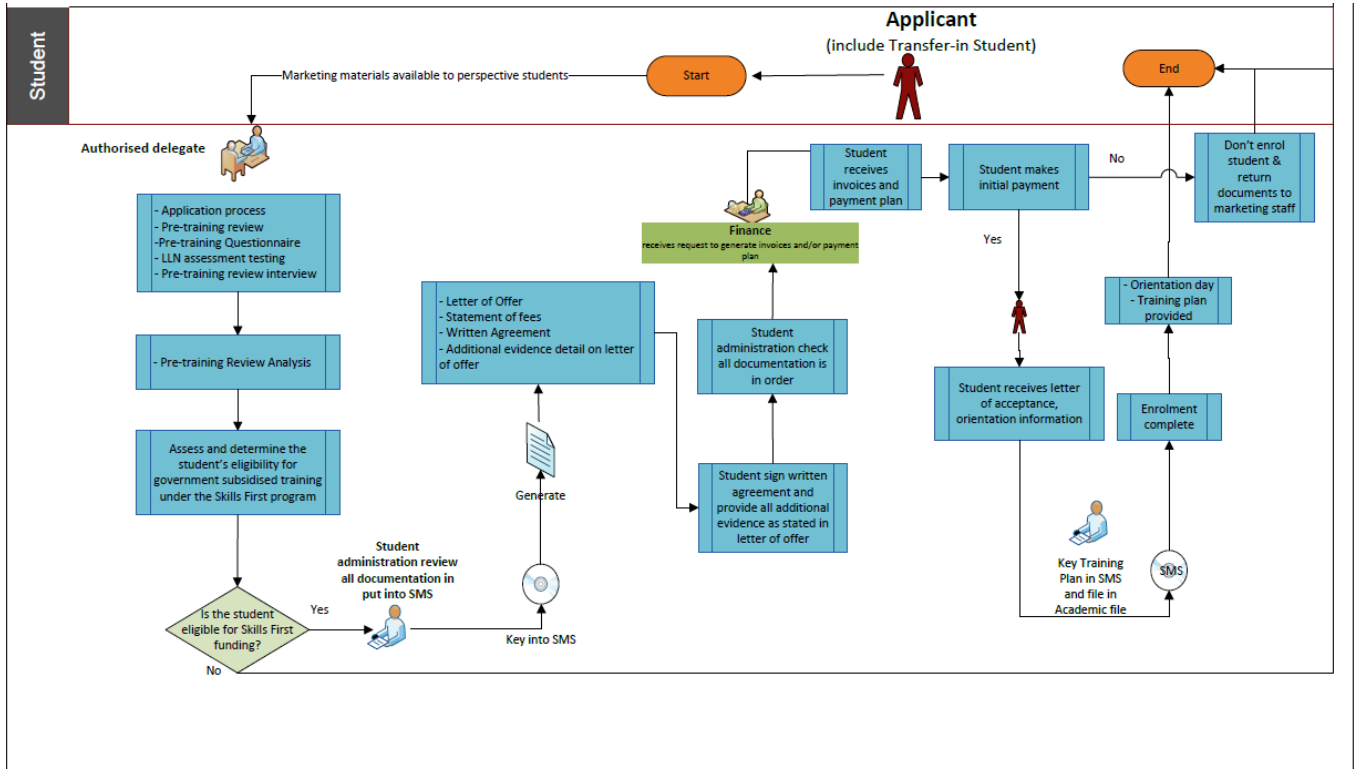 Student
Applicant
(include Transfer-in Student)
Marketing materials available to perspective students
Start
End
Authorised delegate
- Application process
- Pre-training review
-Pre-training Questionnaire
- LLN assessment testing
- Pre-training review interview
- Pre-training Review Analysis
Assess and determine the
student's eligibility for
government subsidised training
under the Skills First program
Is the student
eligible for Skills First
funding?
Yes
No
Student
administration review
all documentation in
put into SMS
Key into SMS
Generate
- Letter of Offer
- Statement of fees
- Written Agreement
- Additional evidence detail on letter
of offer
Student sign written
agreement and
provide all additional
evidence as stated in
letter of offer
Student
administration check
all documentation is
in order
Finance
receives request to generate invoices and/or payment
plan
Student
receives
invoices and
payment plan
Student makes
initial payment
No
Don't enrol
student &
return
documents to
marketing staff
Yes
Student receives letter
of acceptance,
orientation information
Key Training
Plan in SMS
and file in
Academic file
SMS
Enrolment
complete
- Orientation day
- Training plan
provided